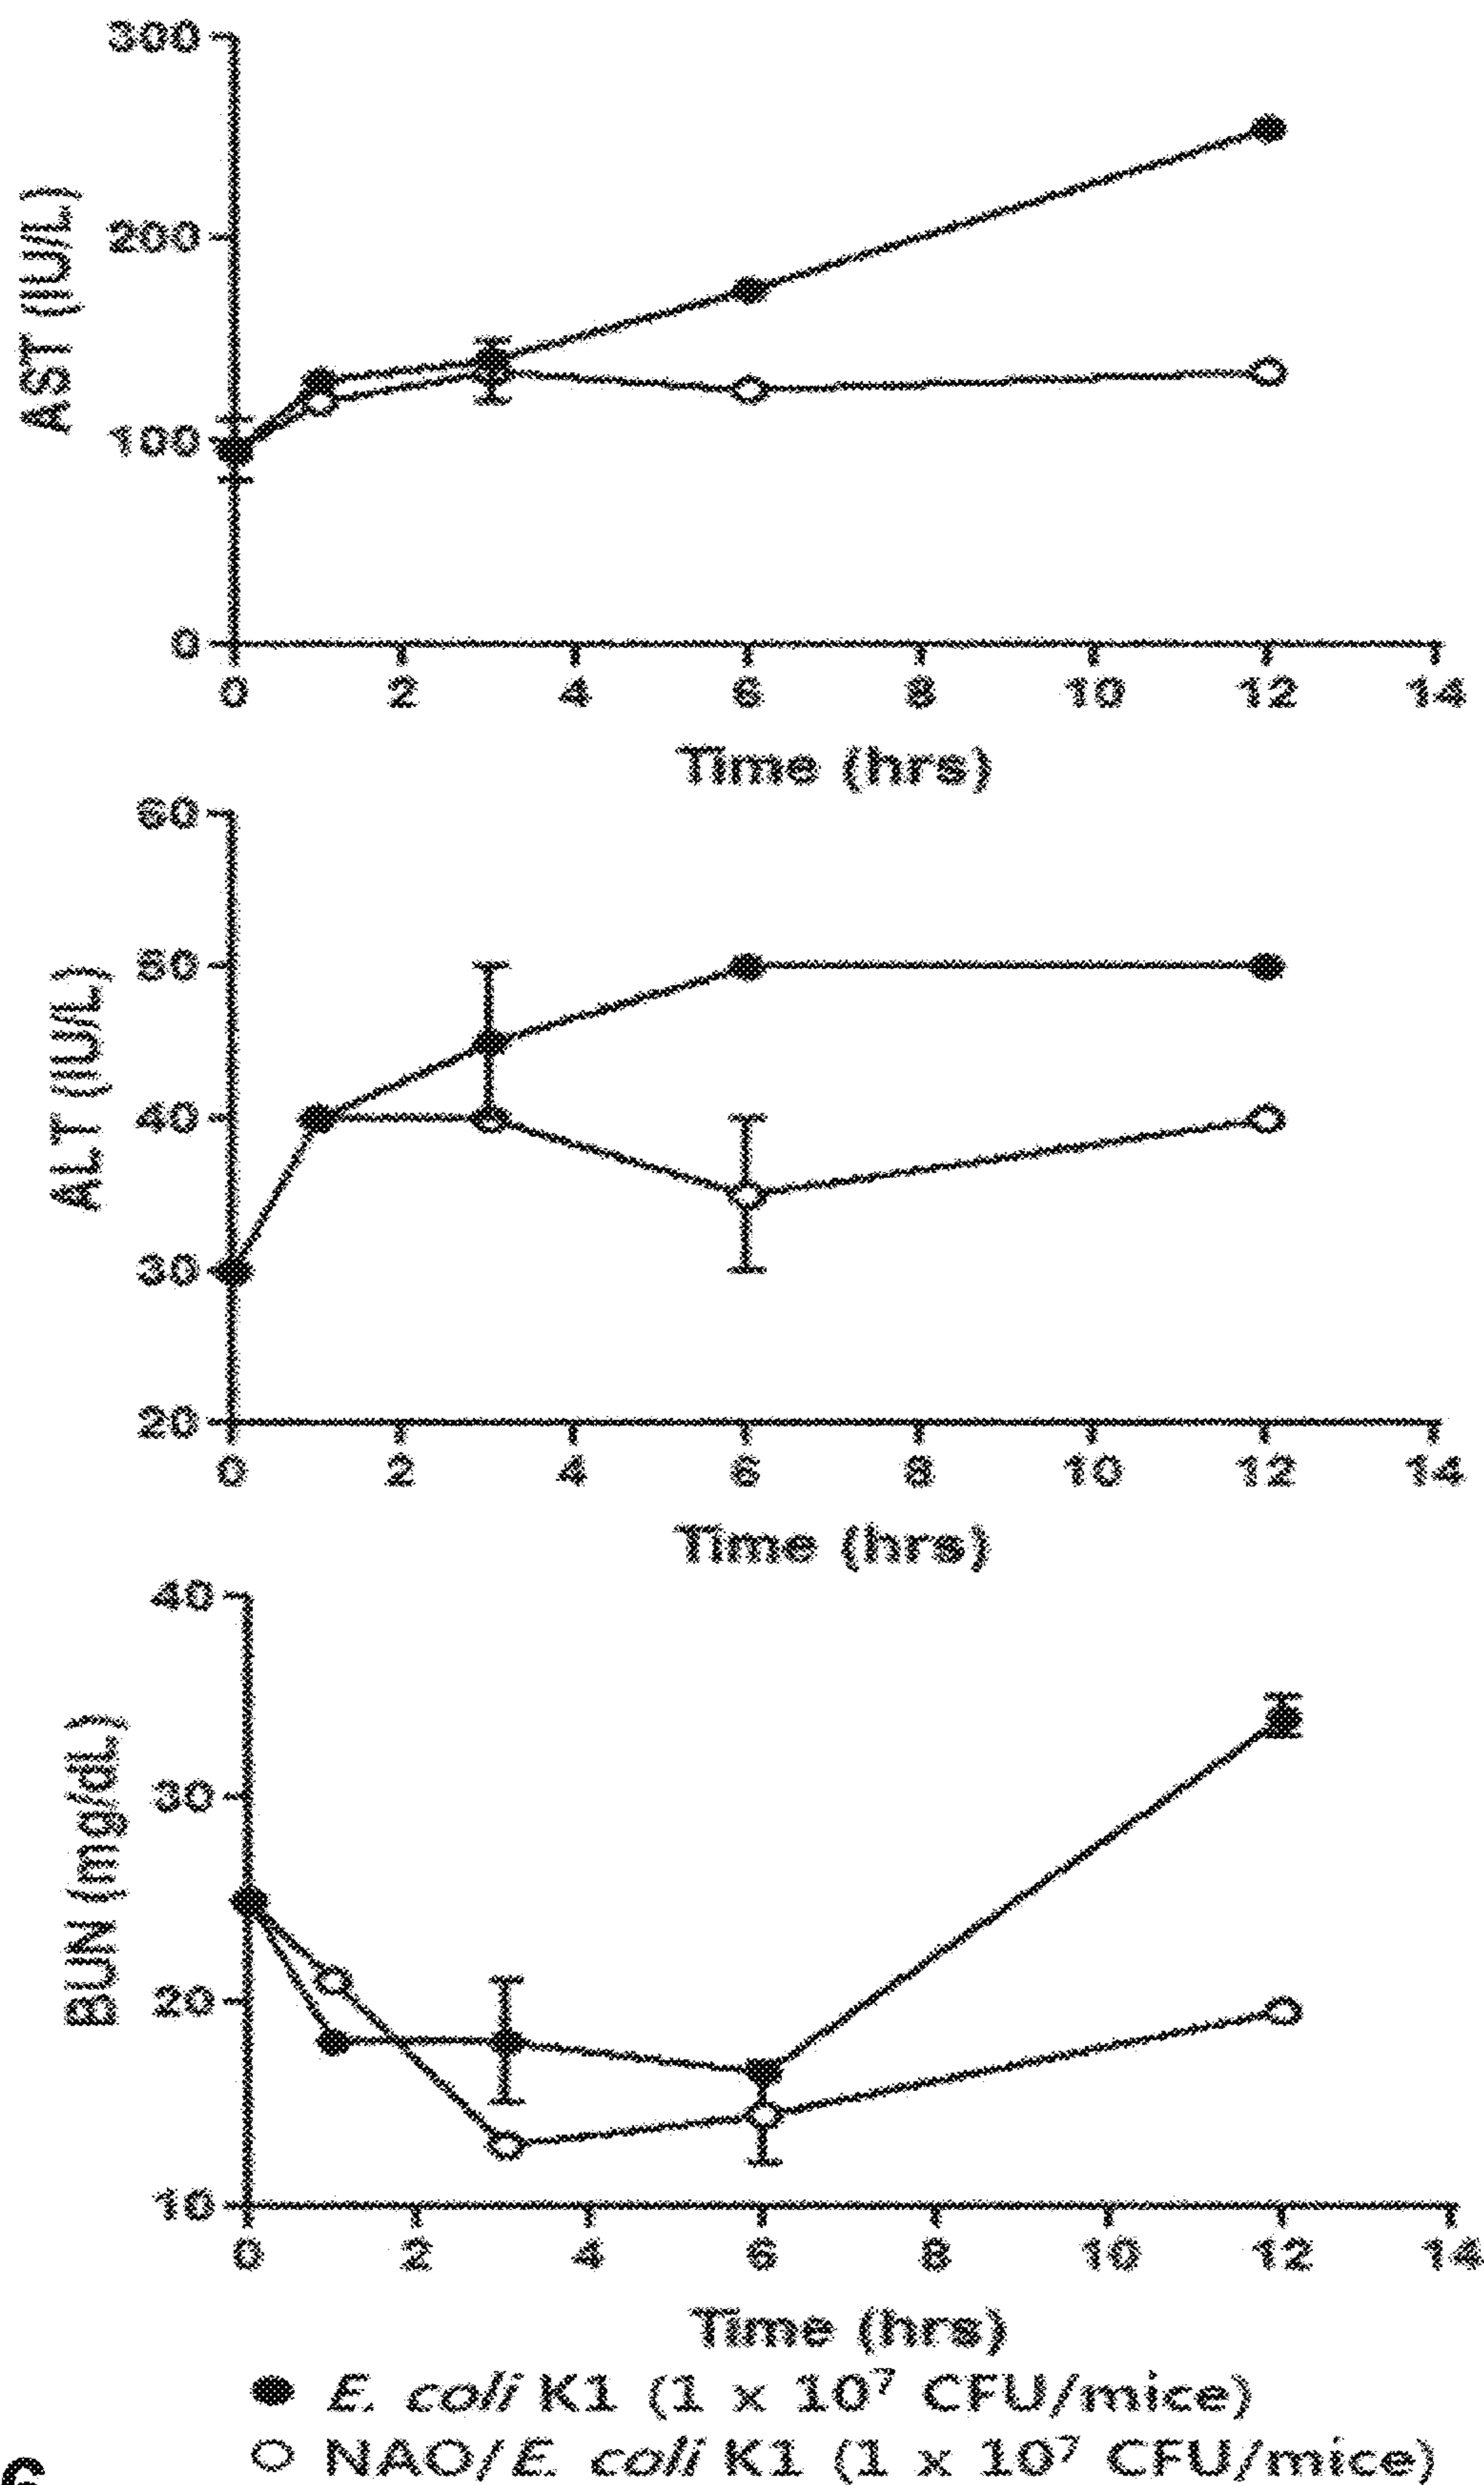 300
200
100
0
AST (IU/L)
0 2 4 6 8 10 12 14
Time (hrs)
60
50
40
30
20
ALT (IU/L)
0 2 4 6 8 10 12 14
Time (hrs)
40
30
20
10
BUN (mg/dL)
0 2 4 6 8 10 12 14
Time (hrs)
E. coli K1 (1 x 10⁷ CFU/mice)
NAO/E. coli K1 (1 x 10⁷ CFU/mice)